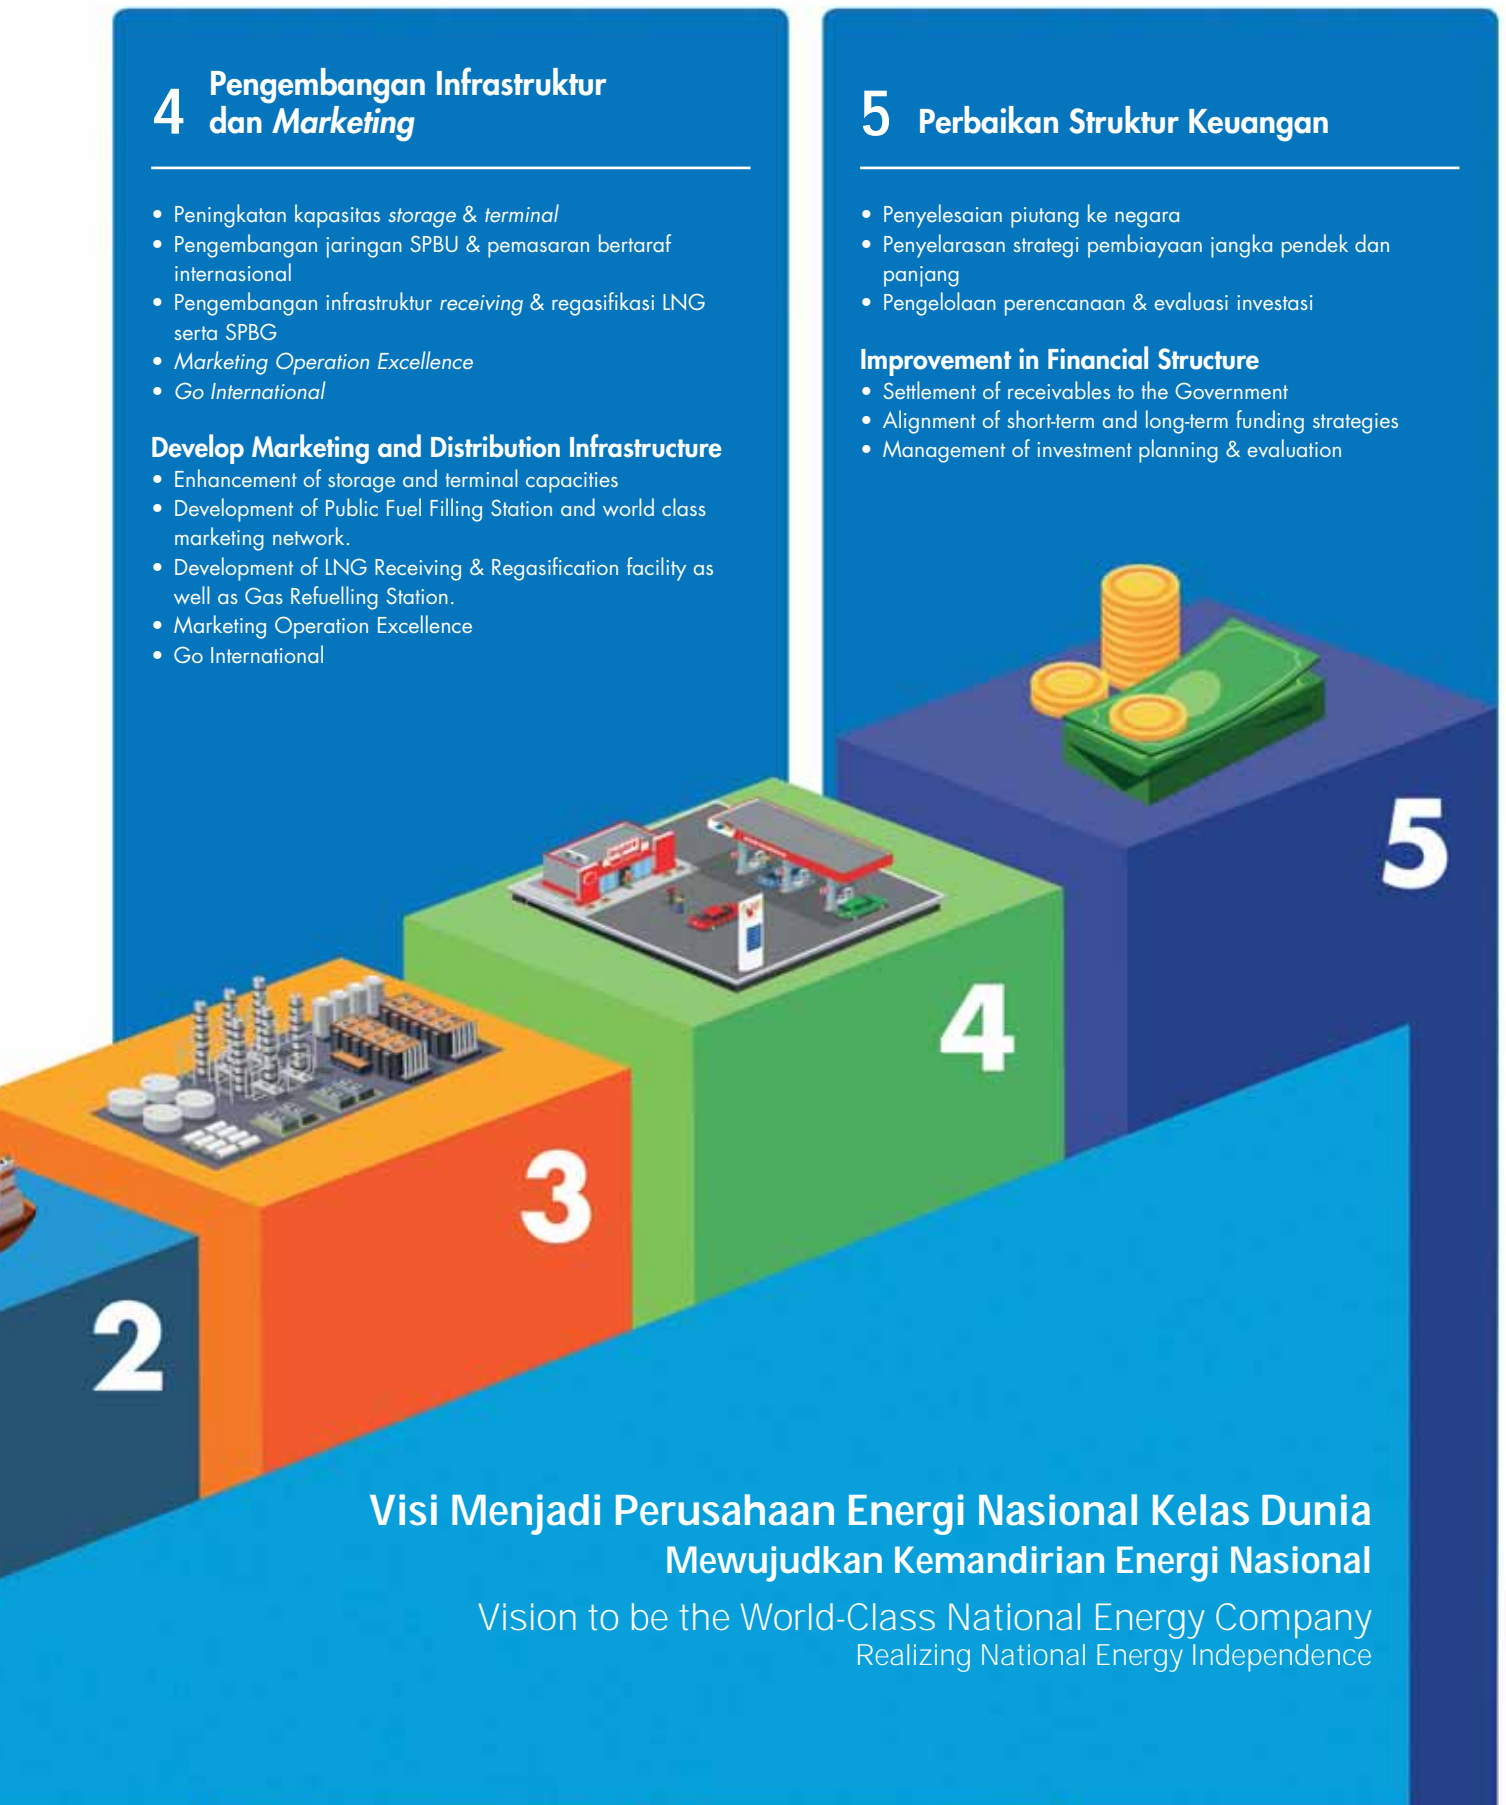 4
Pengembangan Infrastruktur
dan Marketing
• Peningkatan kapasitas storage & terminal
• Pengembangan jaringan SPBU & pemasaran bertaraf
internasional
• Pengembangan infrastruktur receiving & regasifikasi LNG
serta SPBG
• Marketing Operation Excellence
• Go International
Develop Marketing and Distribution Infrastructure
• Enhancement of storage and terminal capacities
• Development of Public Fuel Filling Station and world class
marketing network.
• Development of LNG Receiving & Regasification facility as
well as Gas Refuelling Station.
• Marketing Operation Excellence
• Go International
5 Perbaikan Struktur Keuangan
• Penyelesaian piutang ke negara
• Penyelarasan strategi pembiayaan jangka pendek dan
panjang
• Pengelolaan perencanaan & evaluasi investasi
Improvement in Financial Structure
• Settlement of receivables to the Government
• Alignment of short-term and long-term funding strategies
• Management of investment planning & evaluation
5
4
3
2
Visi Menjadi Perusahaan Energi Nasional Kelas Dunia
Mewujudkan Kemandirian Energi Nasional
Vision to be the World-Class National Energy Company
Realizing National Energy Independence